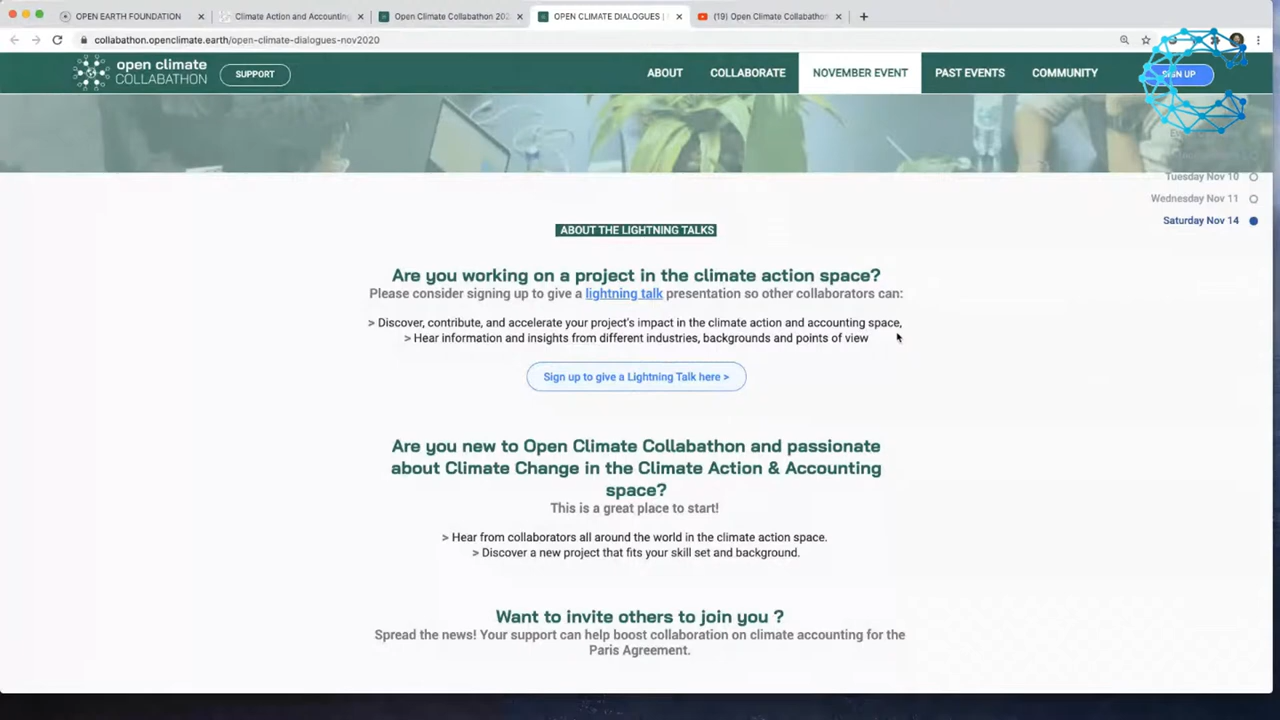 OPEN EARTH FOUNDATION
Climate Action and Accounting
Open Climate Collabathon 202
OPEN CLIMATE DIALOGUES |
(19) Open Climate Collabathon
collabathon.openclimate.earth/open-climate-dialogues-nov2020
open climate
COLLABATHON
SUPPORT
ABOUT
COLLABORATE
NOVEMBER EVENT
PAST EVENTS
COMMUNITY
SIGN UP
Tuesday Nov 10
Wednesday Nov 11
Saturday Nov 14
ABOUT THE LIGHTNING TALKS
Are you working on a project in the climate action space?
Please consider signing up to give a lightning talk presentation so other collaborators can:
> Discover, contribute, and accelerate your project's impact in the climate action and accounting space,
> Hear information and insights from different industries, backgrounds and points of view
Sign up to give a Lightning Talk here >
Are you new to Open Climate Collabathon and passionate
about Climate Change in the Climate Action & Accounting
space?
This is a great place to start!
> Hear from collaborators all around the world in the climate action space.
> Discover a new project that fits your skill set and background.
Want to invite others to join you ?
Spread the news! Your support can help boost collaboration on climate accounting for the
Paris Agreement.